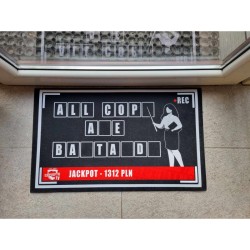 REC
ALL COP
A E
BA TA D
JACKPOT - 1312 PLN